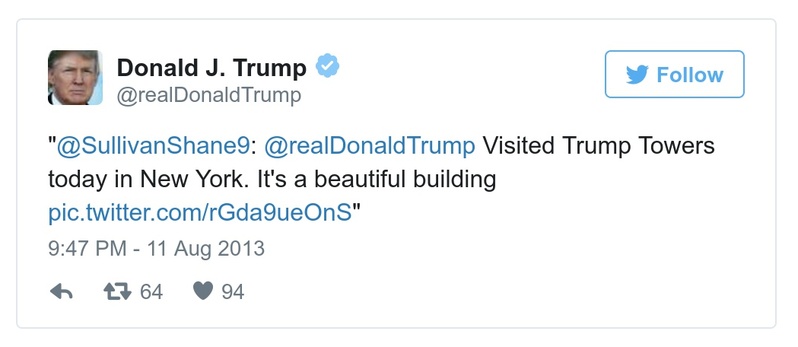 Donald J. Trump
@realDonaldTrump
Follow
"@SullivanShane9: @realDonaldTrump Visited Trump Towers
today in New York. It's a beautiful building
pic.twitter.com/rGda9ueOnS"
9:47 PM - 11 Aug 2013
64 94